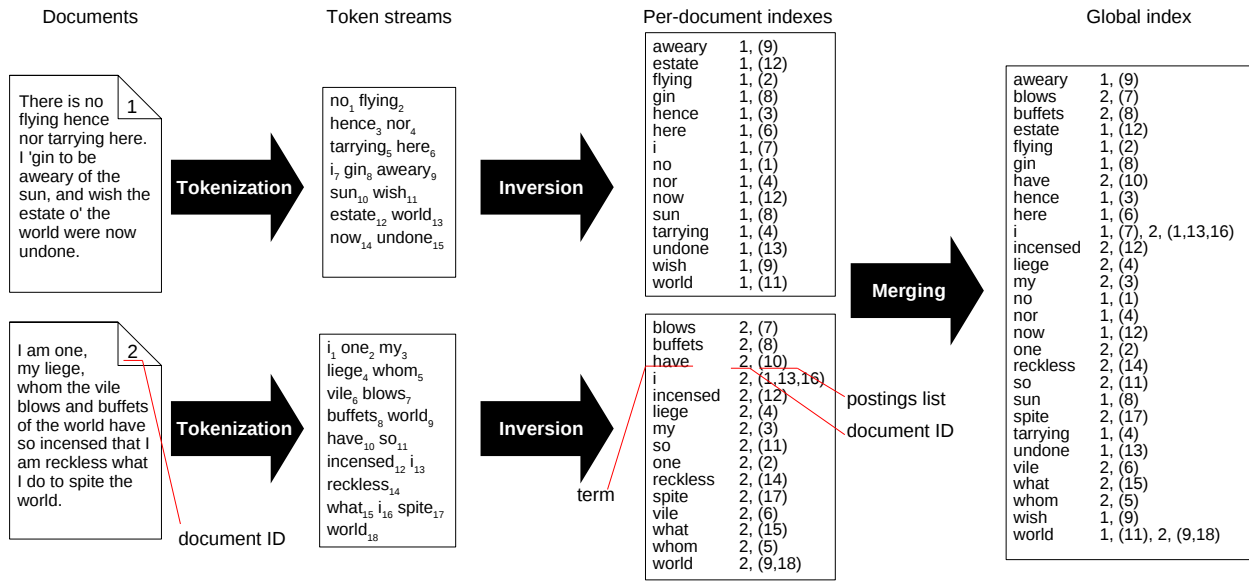 Documents
Token streams
Per-document indexes
Global index
There is no
flying hence
nor tarrying here.
I 'gin to be
aweary of the
sun, and wish the
estate o' the
world were now
undone.
1
Tokenization
no1 flying2
hence3 nor4
tarrying5 here6
i7 gin8 aweary9
sun10 wish11
estate12 world13
now14 undone15
Inversion
aweary 1, (9)
estate 1, (12)
flying 1, (2)
gin 1, (8)
hence 1, (3)
here 1, (6)
i 1, (7)
no 1, (1)
nor 1, (4)
now 1, (12)
sun 1, (8)
tarrying 1, (4)
undone 1, (13)
wish 1, (9)
world 1, (11)
I am one,
my liege,
whom the vile
blows and buffets
of the world have
so incensed that I
am reckless what
I do to spite the
world.
2
document ID
Tokenization
i1 one2 my3
liege4 whom5
vile6 blows7
buffets8 world9
have10 so11
incensed12 i13
reckless14
what15 i16 spite17
world18
Inversion
term
blows 2, (7)
buffets 2, (8)
have 2, (10)
i 2, (1,13,16)
incensed 2, (12)
liege 2, (4)
my 2, (3)
so 2, (11)
one 2, (2)
reckless 2, (14)
spite 2, (17)
vile 2, (6)
what 2, (15)
whom 2, (5)
world 2, (9,18)
postings list
document ID
Merging
aweary 1, (9)
blows 2, (7)
buffets 2, (8)
estate 1, (12)
flying 1, (2)
gin 1, (8)
have 2, (10)
hence 1, (3)
here 1, (6)
i 1, (7), 2, (1,13,16)
incensed 2, (12)
liege 2, (4)
my 2, (3)
no 1, (1)
nor 1, (4)
now 1, (12)
one 2, (2)
reckless 2, (14)
so 2, (11)
sun 1, (8)
spite 2, (17)
tarrying 1, (4)
undone 1, (13)
vile 2, (6)
what 2, (15)
whom 2, (5)
wish 1, (9)
world 1, (11), 2, (9,18)